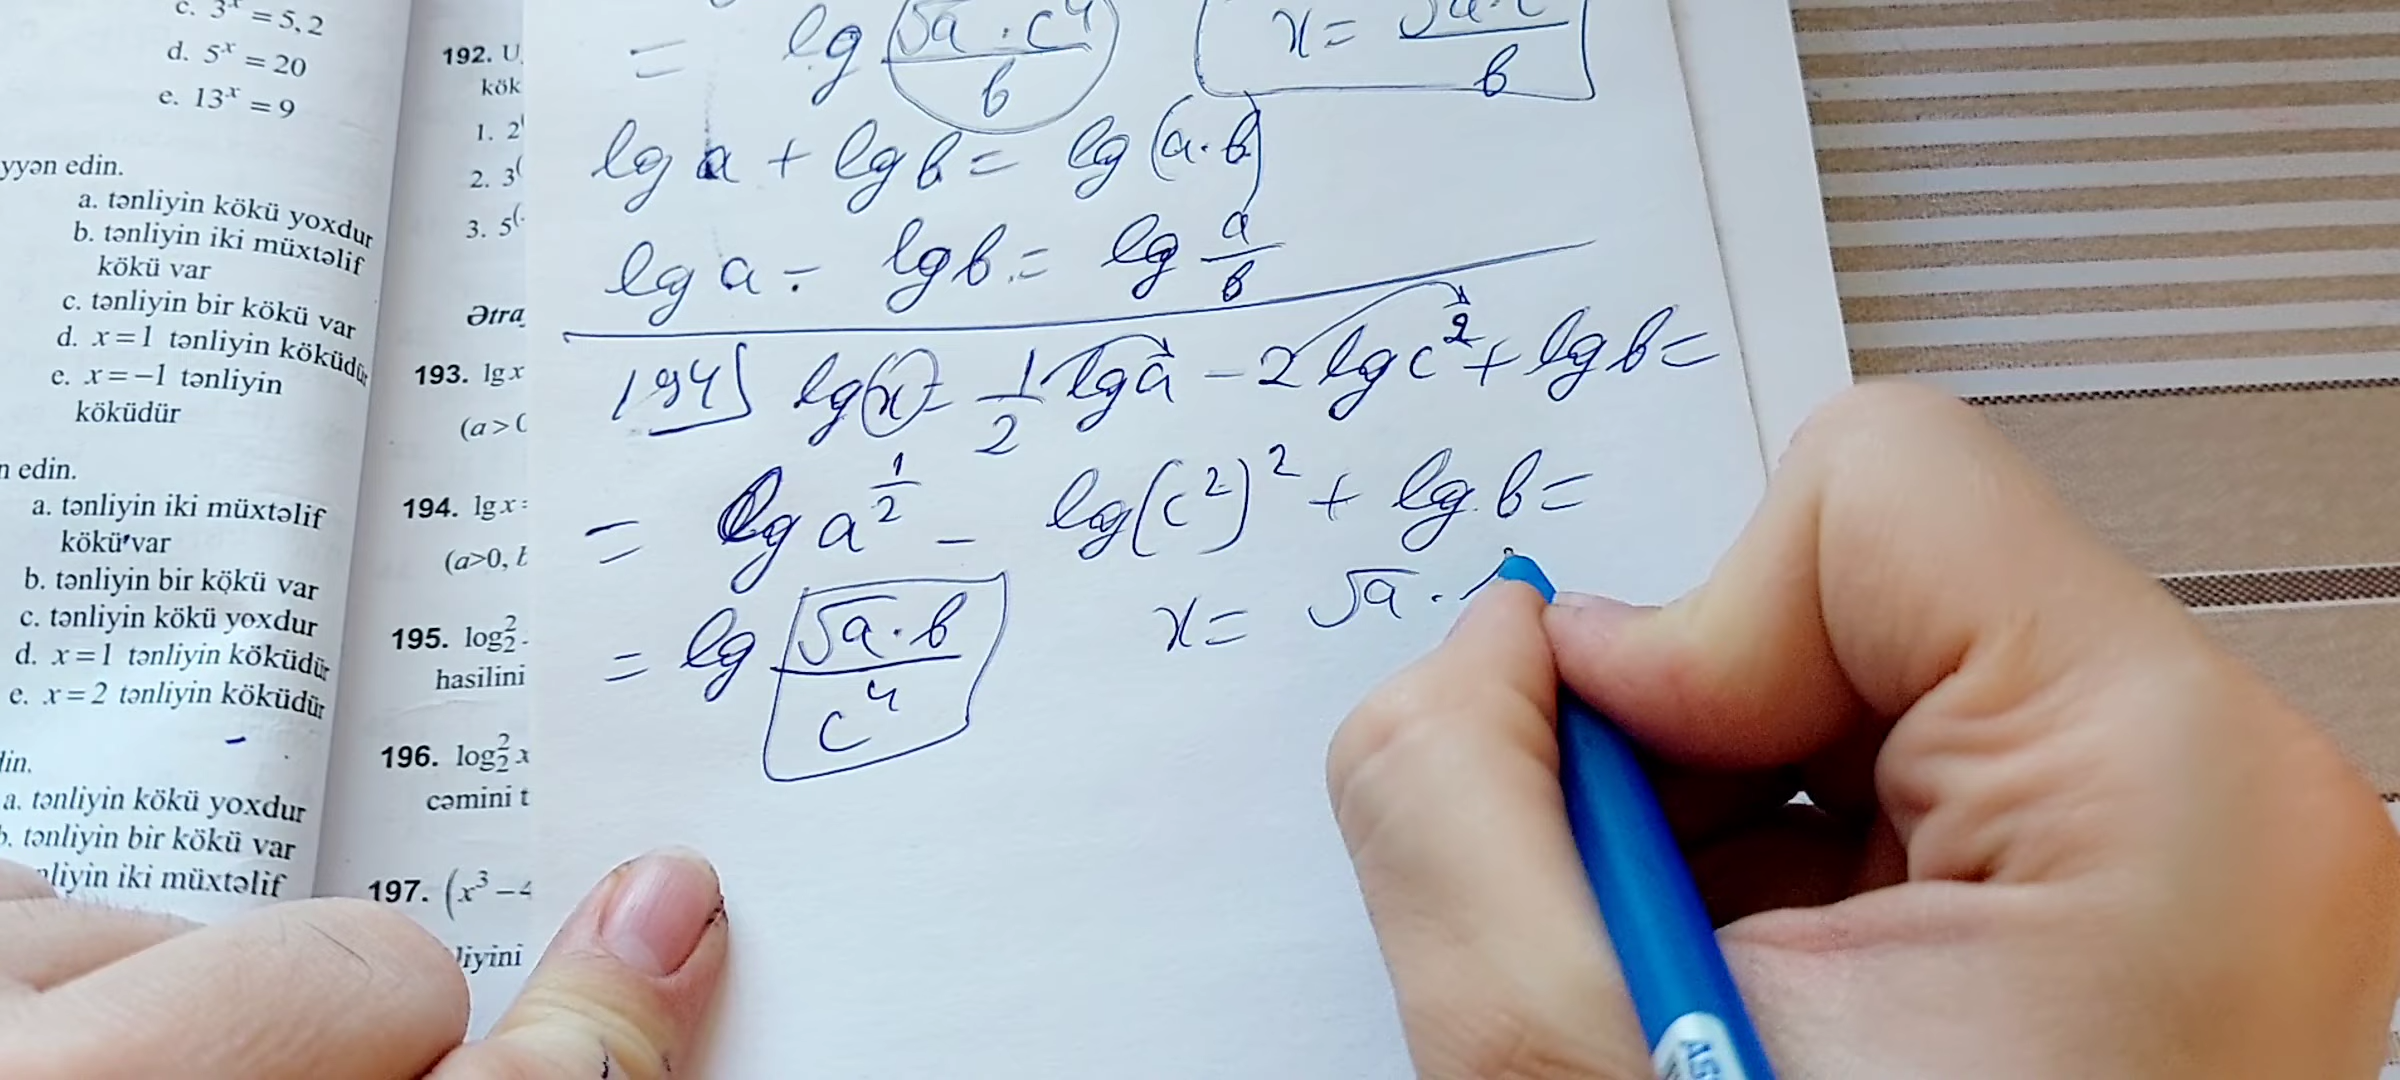 c. 3ˣ = 5,2
d. 5ˣ = 20
e. 13ˣ = 9
edin.
a. tənliyin kökü yoxdur
b. tənliyin iki müxtəlif
kökü var
c. tənliyin bir kökü var
d. x = 1 tənliyin köküdür
e. x = −1 tənliyin
köküdür
edin.
a. tənliyin iki müxtəlif
kökü var
b. tənliyin bir kökü var
c. tənliyin kökü yoxdur
d. x = 1 tənliyin köküdür
e. x = 2 tənliyin köküdür
a. tənliyin kökü yoxdur
b. tənliyin bir kökü var
iki müxtəlif
192. U
kök
1. 2
2. 3⁽
3. 5⁽
Ətra
193. lg x
(a > 0
194. lg x =
(a>0, b
195. log₂²
hasilini
196. log₂² x
cəmini t
197. (x³ − 4
liyini
= lg (√a · c⁴)/b
x = /b
lg a + lg b = lg (a · b)
lg a − lg b = lg a/b
194] lg x = 1/2 lg a − 2 lg c² + lg b =
= lg a^(1/2) − lg (c²)² + lg b =
= lg (√a · b)/c⁴
x = √a ·
AS